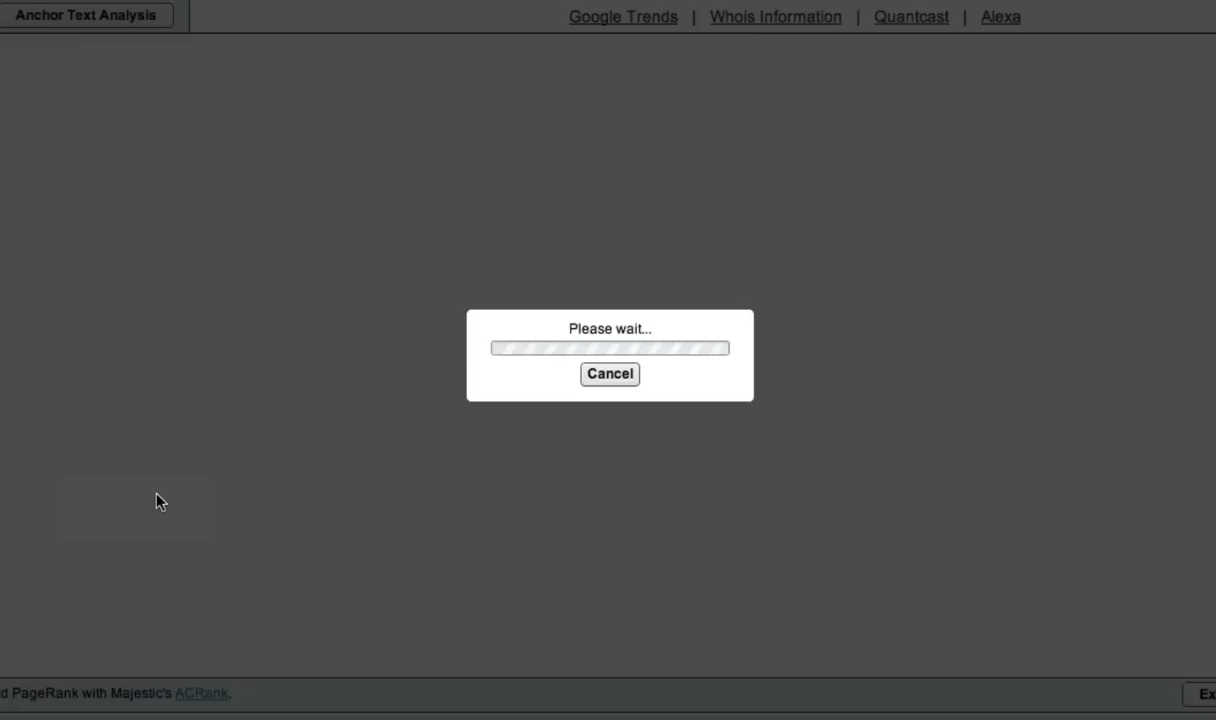 Anchor Text Analysis
Google Trends | Whois Information | Quantcast | Alexa
Please wait...
Cancel
d PageRank with Majestic's ACRank.
Ex